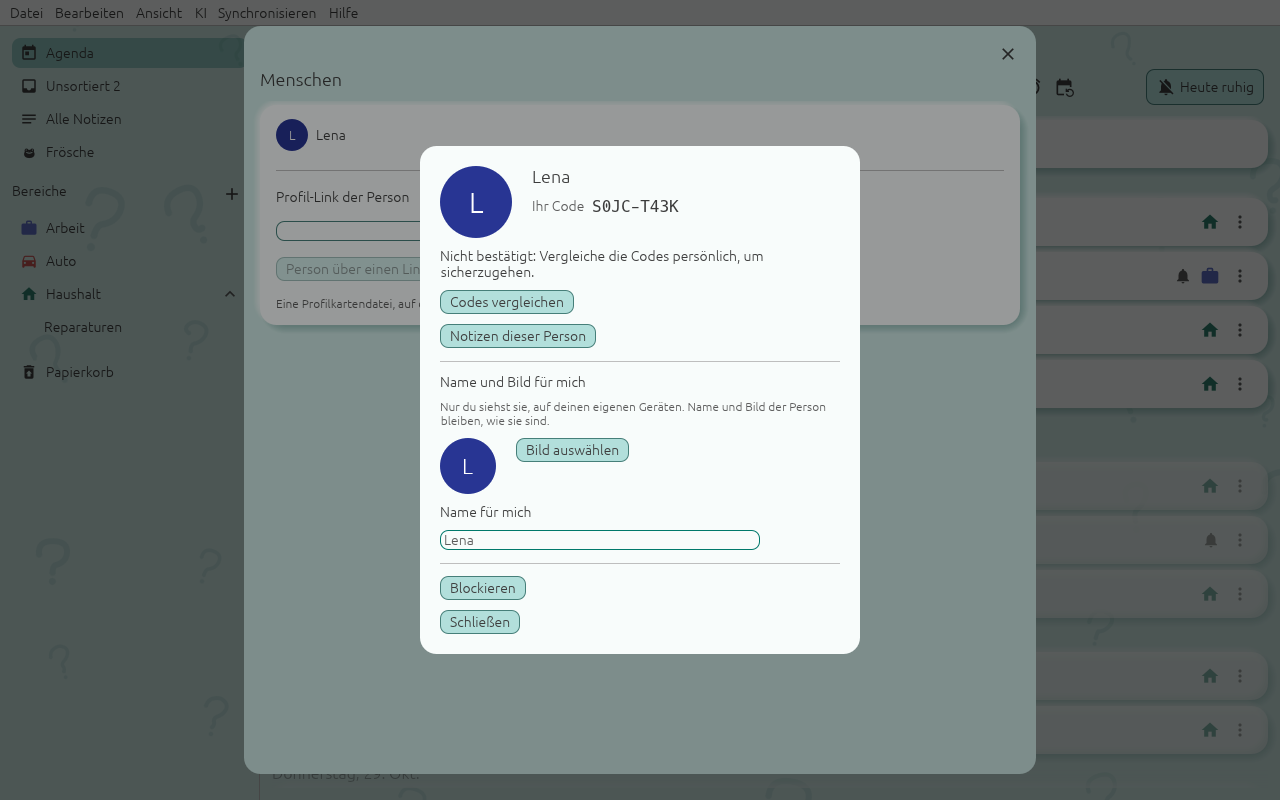 Datei Bearbeiten Ansicht KI Synchronisieren Hilfe
Agenda
Unsortiert 2
Alle Notizen
Frösche
Bereiche
Arbeit
Auto
Haushalt
Reparaturen
Papierkorb
Heute ruhig
Menschen
L Lena
Profil-Link der Person
Person über einen Lin
Eine Profilkartendatei, auf
L
Lena
Ihr Code S0JC-T43K
Nicht bestätigt: Vergleiche die Codes persönlich, um
sicherzugehen.
Codes vergleichen
Notizen dieser Person
Name und Bild für mich
Nur du siehst sie, auf deinen eigenen Geräten. Name und Bild der Person
bleiben, wie sie sind.
L
Bild auswählen
Name für mich
Lena
Blockieren
Schließen
Donnerstag, 29. Okt.